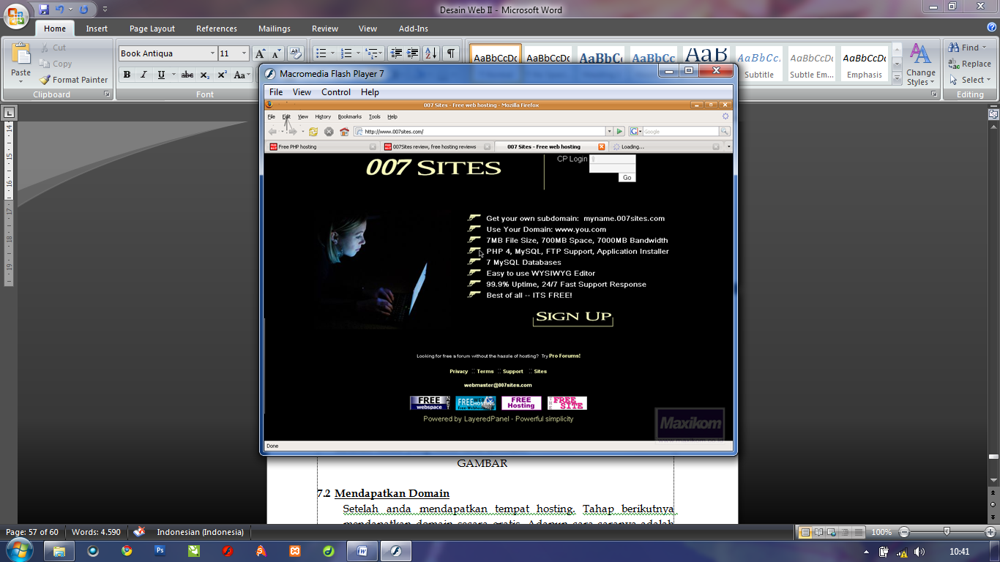 Desain Web II - Microsoft Word
Home Insert Page Layout References Mailings Review View Add-Ins
Paste
Cut
Copy
Format Painter
Clipboard
Book Antiqua 11
Font
AaBbCcDc AaBbCcDc AaBbC AaBbCc AaB AaBbCcl AaBbCcDc AaBbCcDc
Subtitle Subtle Em... Emphasis
Change Styles
Find
Replace
Select
Editing
Macromedia Flash Player 7
File View Control Help
007 Sites - Free web hosting - Mozilla Firefox
File Edit View History Bookmarks Tools Help
http://www.007sites.com/
Google
Free PHP hosting
007Sites review, free hosting reviews
007 Sites - Free web hosting
Loading...
007 SITES
CP Login
Go
Get your own subdomain: myname.007sites.com
Use Your Domain: www.you.com
7MB File Size, 700MB Space, 7000MB Bandwidth
PHP 4, MySQL, FTP Support, Application Installer
7 MySQL Databases
Easy to use WYSIWYG Editor
99.9% Uptime, 24/7 Fast Support Response
Best of all -- ITS FREE!
SIGN UP
Looking for free a forum without the hassle of hosting? Try Pro Forums!
Privacy :: Terms :: Support :: Sites
webmaster@007sites.com
FREE webspace NET
FREE WEB HOSTING
FREE Hosting
THE FREE SITE
Powered by LayeredPanel - Powerful simplicity
Maxikom
Done
GAMBAR
7.2 Mendapatkan Domain
Setelah anda mendapatkan tempat hosting. Tahap berikutnya
mendapatkan domain secara gratis. Adapun cara caranya adalah
Page: 57 of 60 Words: 4.590 Indonesian (Indonesia) 100%
10:41